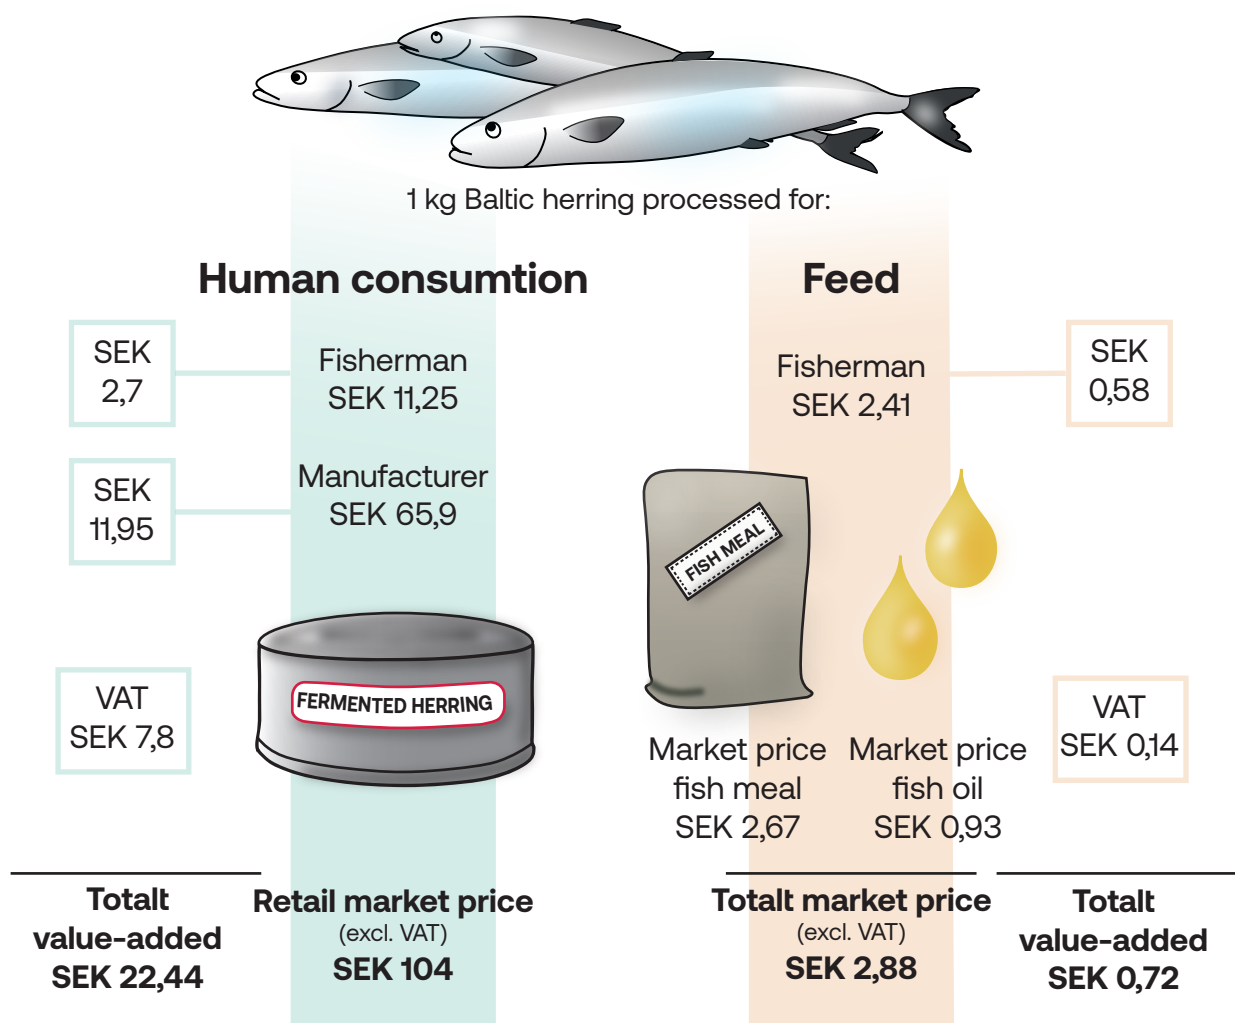 1 kg Baltic herring processed for:
Human consumtion
SEK
2,7
Fisherman
SEK 11,25
SEK
11,95
Manufacturer
SEK 65,9
FERMENTED HERRING
VAT
SEK 7,8
Totalt
value-added
SEK 22,44
Retail market price
(excl. VAT)
SEK 104
Feed
Fisherman
SEK 2,41
SEK
0,58
FISH MEAL
Market price
fish meal
SEK 2,67
Market price
fish oil
SEK 0,93
VAT
SEK 0,14
Totalt market price
(excl. VAT)
SEK 2,88
Totalt
value-added
SEK 0,72